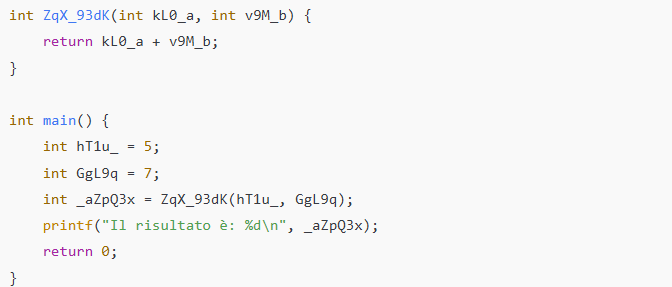 int ZqX_93dK(int kL0_a, int v9M_b) {
    return kL0_a + v9M_b;
}

int main() {
    int hT1u_ = 5;
    int GgL9q = 7;
    int _aZpQ3x = ZqX_93dK(hT1u_, GgL9q);
    printf("Il risultato è: %d\n", _aZpQ3x);
    return 0;
}